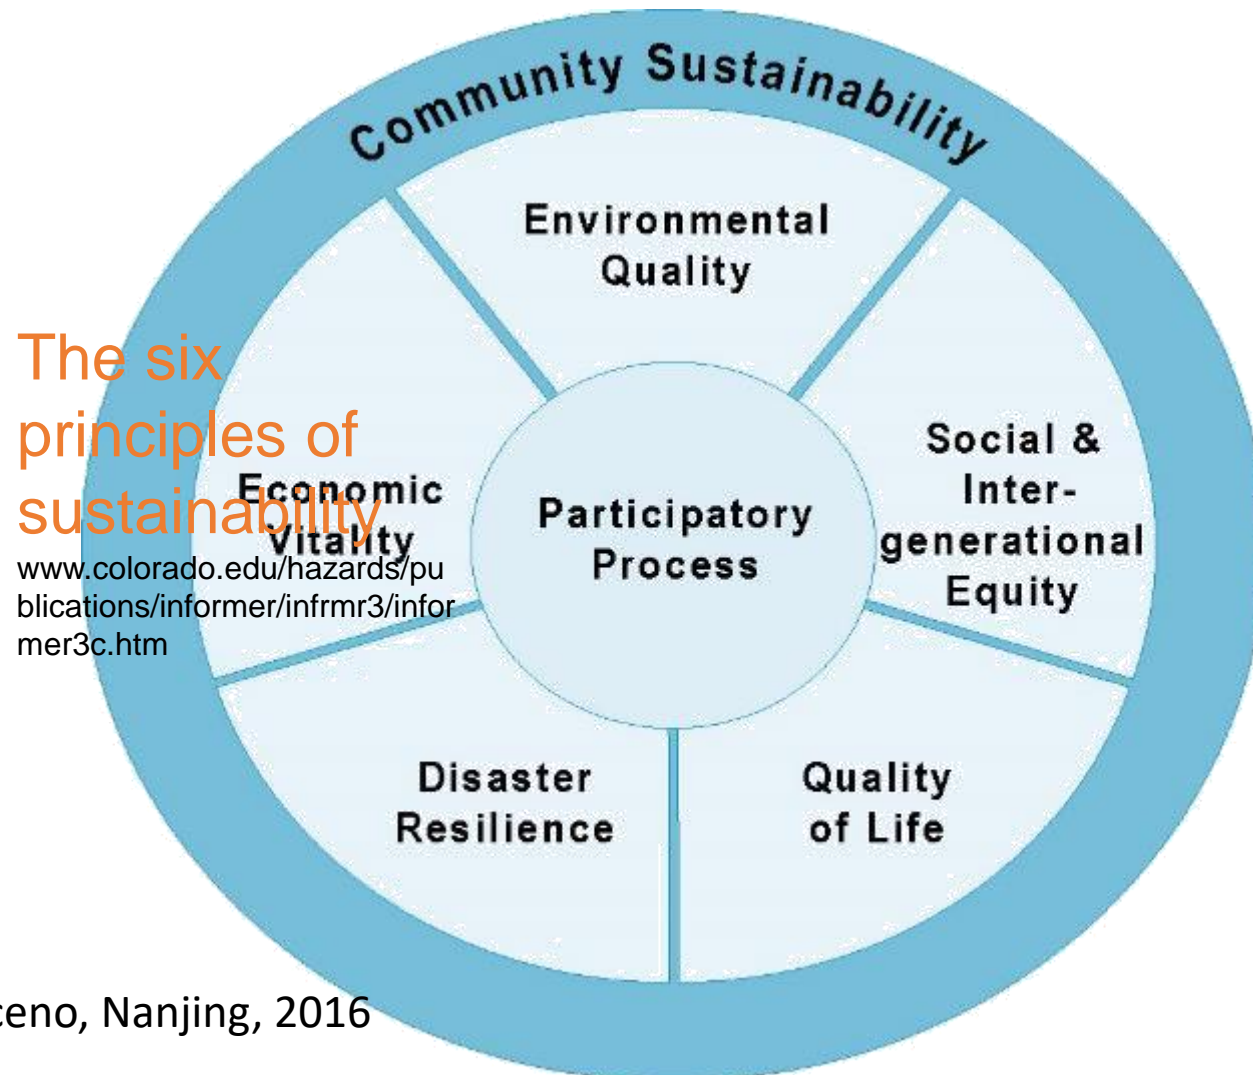 Community Sustainability
Environmental
Quality
The six
principles of
sustainability
www.colorado.edu/hazards/pu
blications/informer/infrmr3/infor
mer3c.htm
Economic
Vitality
Participatory
Process
Social &
Inter-
generational
Equity
Disaster
Resilience
Quality
of Life
Nanjing, 2016